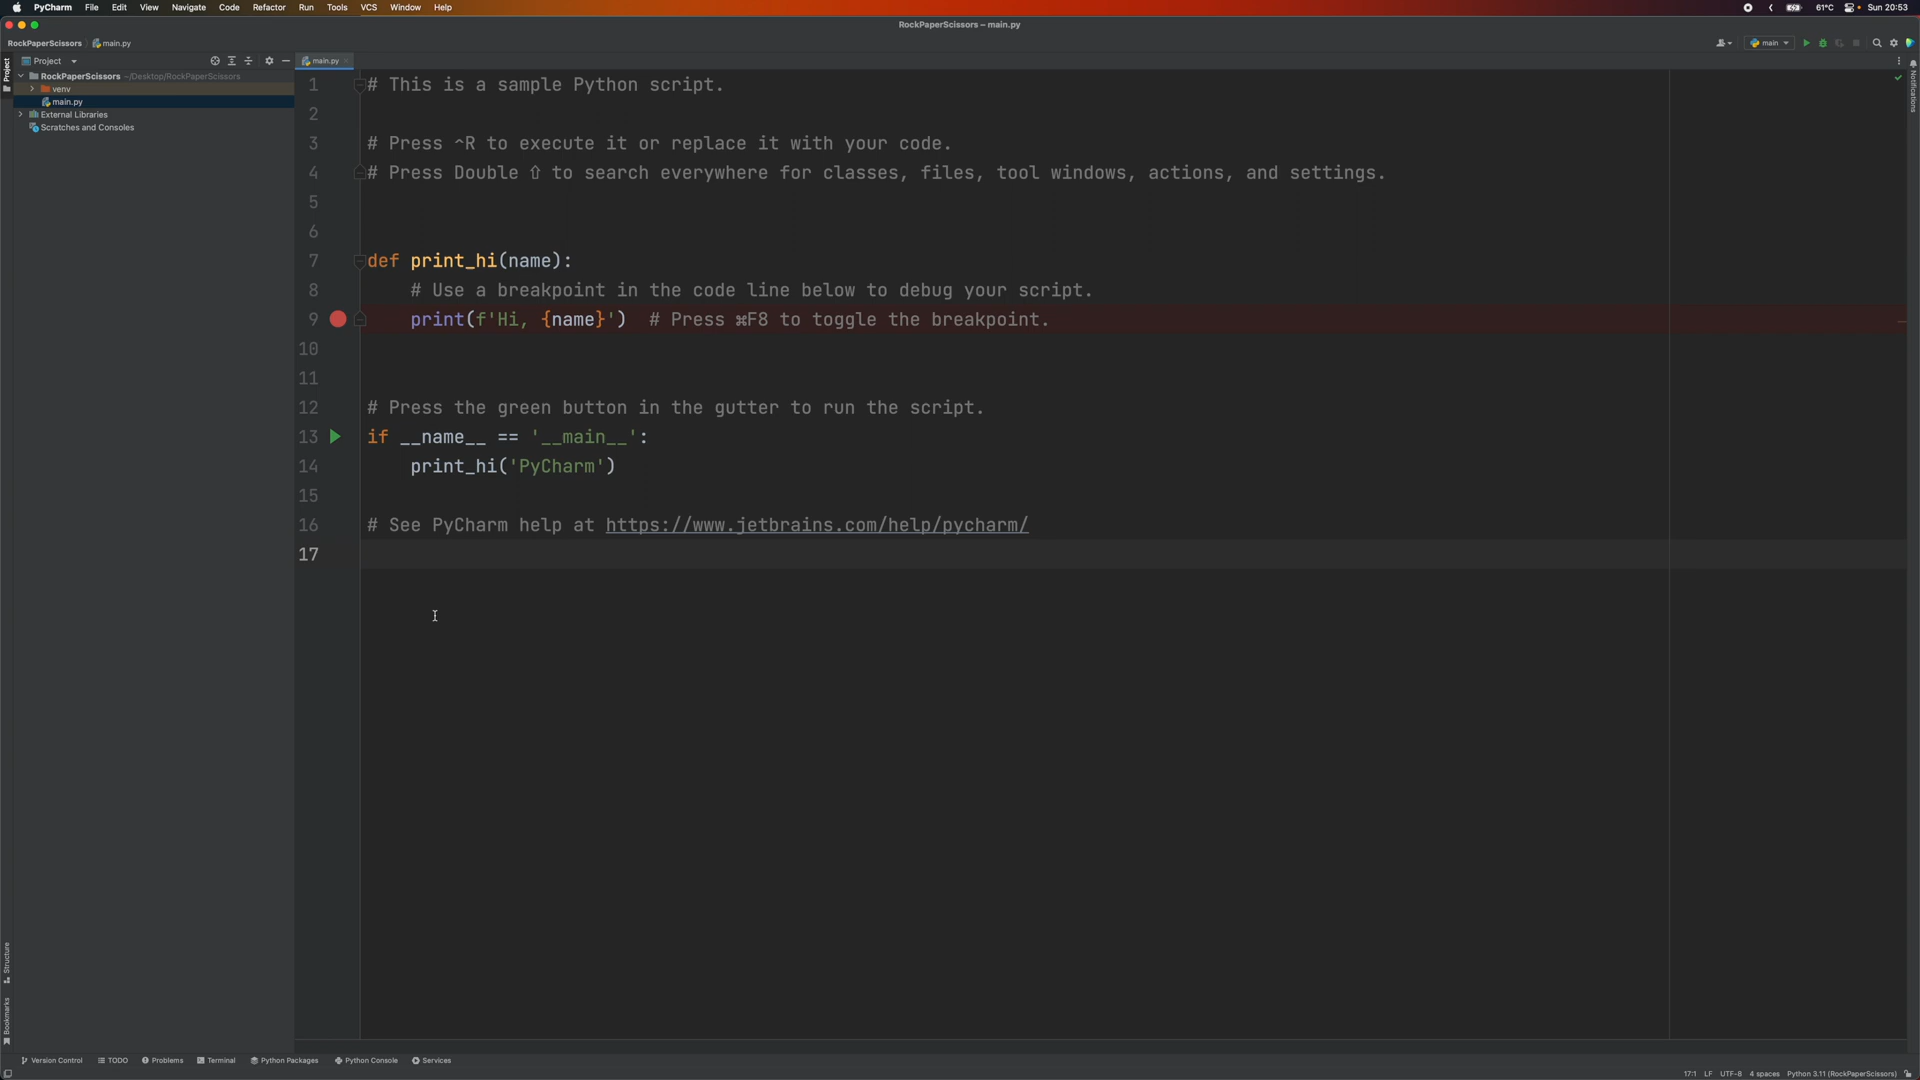 PyCharm File Edit View Navigate Code Refactor Run Tools VCS Window Help 61°C Sun 20:53
RockPaperScissors – main.py
RockPaperScissors main.py main
Project main.py
RockPaperScissors ~/Desktop/RockPaperScissors
venv
main.py
External Libraries
Scratches and Consoles
Project
Structure
Bookmarks
Notifications
1 # This is a sample Python script.
2
3 # Press ^R to execute it or replace it with your code.
4 # Press Double ⇧ to search everywhere for classes, files, tool windows, actions, and settings.
5
6
7 def print_hi(name):
8 # Use a breakpoint in the code line below to debug your script.
9 print(f'Hi, {name}') # Press ⌘F8 to toggle the breakpoint.
10
11
12 # Press the green button in the gutter to run the script.
13 if __name__ == '__main__':
14 print_hi('PyCharm')
15
16 # See PyCharm help at https://www.jetbrains.com/help/pycharm/
17
Version Control TODO Problems Terminal Python Packages Python Console Services
17:1 LF UTF-8 4 spaces Python 3.11 (RockPaperScissors)